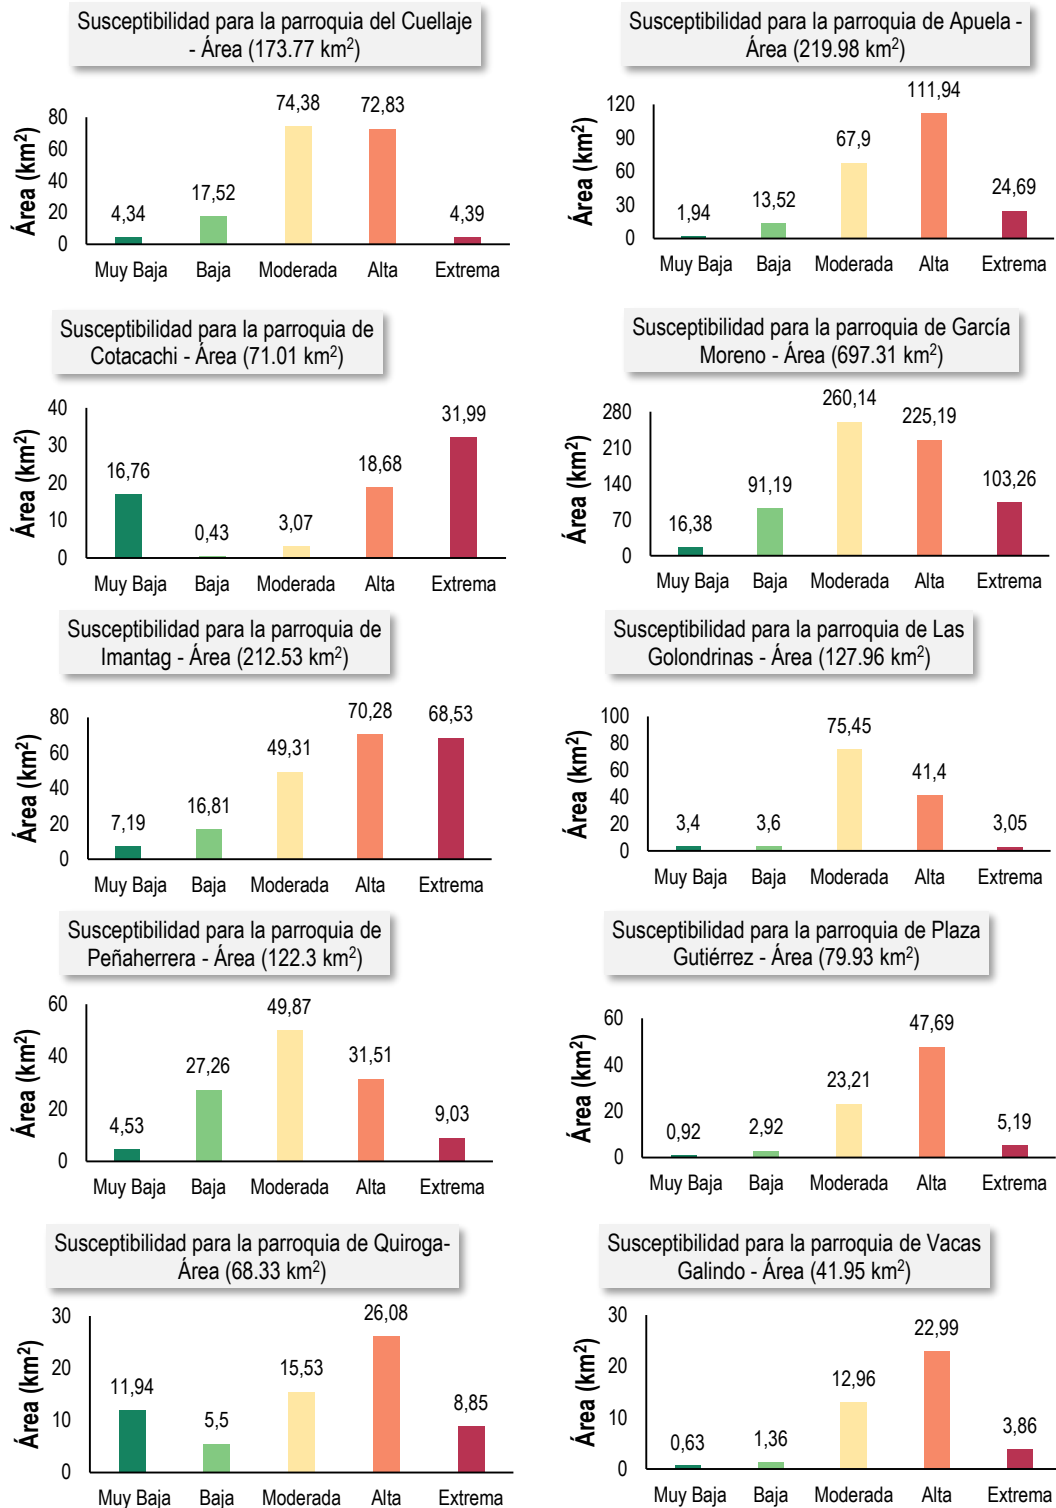 Susceptibilidad para la parroquia del Cuellaje
- Área (173.77 km²)
Área (km²)
80
60
40
20
0
4,34
17,52
74,38
72,83
4,39
Muy Baja
Baja
Moderada
Alta
Extrema
Susceptibilidad para la parroquia de Apuela -
Área (219.98 km²)
Área (km²)
120
90
60
30
0
1,94
13,52
67,9
111,94
24,69
Muy Baja
Baja
Moderada
Alta
Extrema
Susceptibilidad para la parroquia de
Cotacachi - Área (71.01 km²)
Área (km²)
40
30
20
10
0
16,76
0,43
3,07
18,68
31,99
Muy Baja
Baja
Moderada
Alta
Extrema
Susceptibilidad para la parroquia de García
Moreno - Área (697.31 km²)
Área (km²)
280
210
140
70
0
16,38
91,19
260,14
225,19
103,26
Muy Baja
Baja
Moderada
Alta
Extrema
Susceptibilidad para la parroquia de
Imantag - Área (212.53 km²)
Área (km²)
80
60
40
20
0
7,19
16,81
49,31
70,28
68,53
Muy Baja
Baja
Moderada
Alta
Extrema
Susceptibilidad para la parroquia de Las
Golondrinas - Área (127.96 km²)
Área (km²)
100
80
60
40
20
0
3,4
3,6
75,45
41,4
3,05
Muy Baja
Baja
Moderada
Alta
Extrema
Susceptibilidad para la parroquia de
Peñaherrera - Área (122.3 km²)
Área (km²)
60
40
20
0
4,53
27,26
49,87
31,51
9,03
Muy Baja
Baja
Moderada
Alta
Extrema
Susceptibilidad para la parroquia de Plaza
Gutiérrez - Área (79.93 km²)
Área (km²)
60
40
20
0
0,92
2,92
23,21
47,69
5,19
Muy Baja
Baja
Moderada
Alta
Extrema
Susceptibilidad para la parroquia de Quiroga-
Área (68.33 km²)
Área (km²)
30
20
10
0
11,94
5,5
15,53
26,08
8,85
Muy Baja
Baja
Moderada
Alta
Extrema
Susceptibilidad para la parroquia de Vacas
Galindo - Área (41.95 km²)
Área (km²)
30
20
10
0
0,63
1,36
12,96
22,99
3,86
Muy Baja
Baja
Moderada
Alta
Extrema